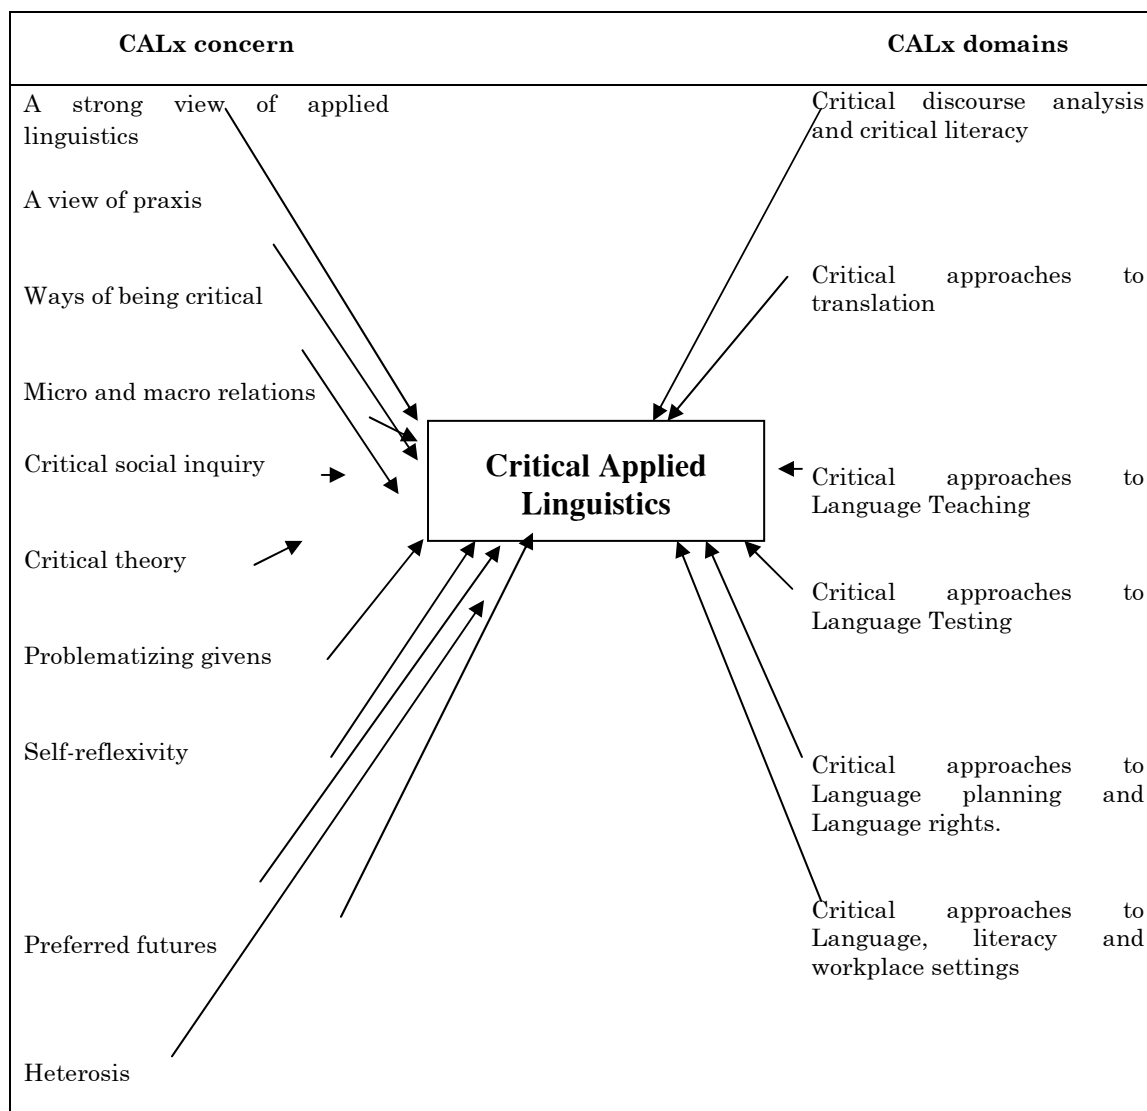 CALx concern
CALx domains
A strong view of applied
linguistics
A view of praxis
Ways of being critical
Micro and macro relations
Critical social inquiry
Critical theory
Problematizing givens
Self-reflexivity
Preferred futures
Heterosis
Critical Applied
Linguistics
Critical discourse analysis
and critical literacy
Critical approaches to
translation
Critical approaches to
Language Teaching
Critical approaches to
Language Testing
Critical approaches to
Language planning and
Language rights.
Critical approaches to
Language, literacy and
workplace settings